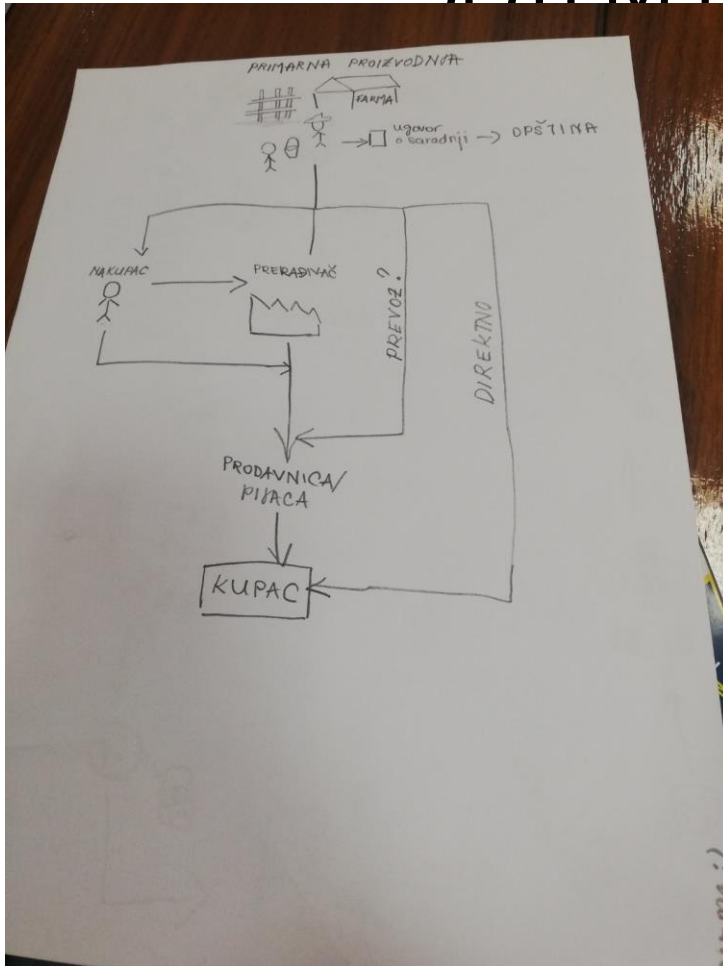 PRIMARNA PROIZVODNJA
FARMA
ugovor
o saradnji → OPŠTINA
NAKUPAC
PRERAĐIVAČ
PREVOZ?
DIREKTNO
PRODAVNICA/
PIJACA
KUPAC